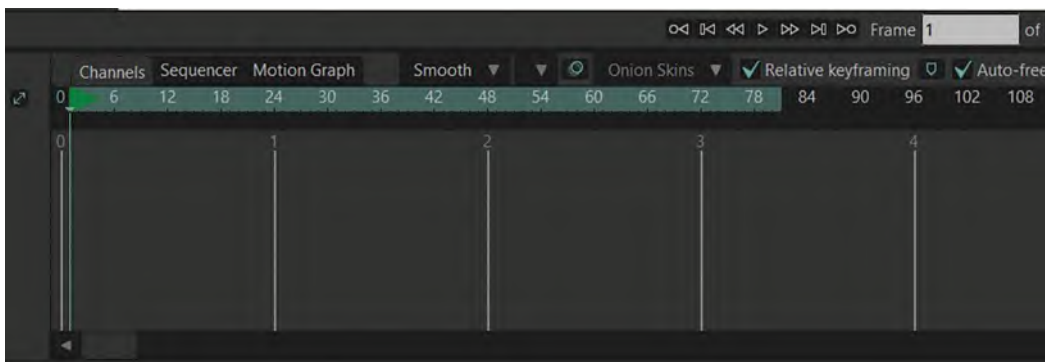 Frame 1 of
Channels Sequencer Motion Graph Smooth Onion Skins Relative keyframing Auto-free
0 6 12 18 24 30 36 42 48 54 60 66 72 78 84 90 96 102 108
0 1 2 3 4